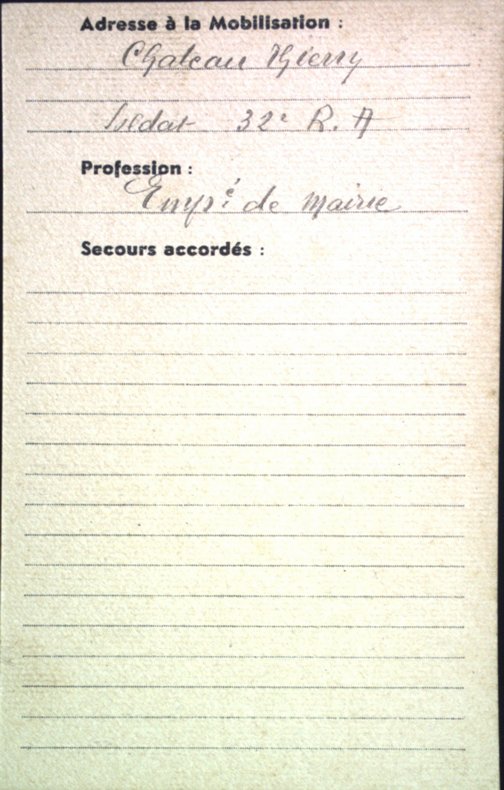 Adresse à la Mobilisation :
Chateau Thierry
Soldat 32e R. A
Profession :
Empé de mairie
Secours accordés :